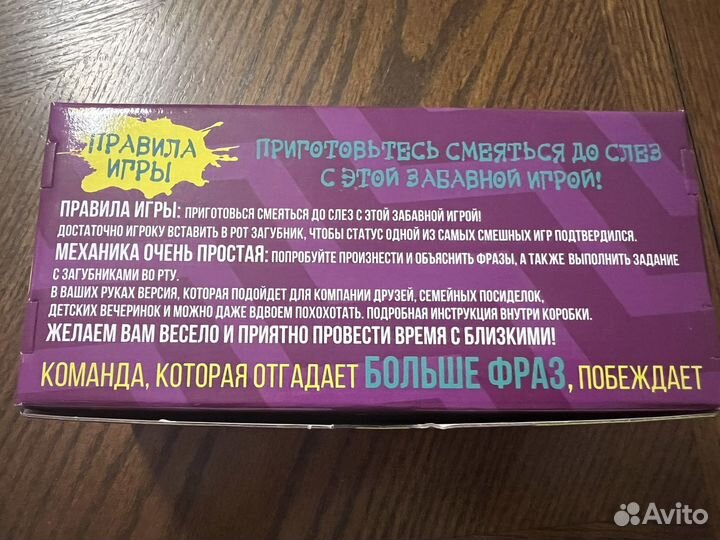 ПРАВИЛА
ИГРЫ
ПРИГОТОВЬТЕСЬ СМЕЯТЬСЯ ДО СЛЕЗ
С ЭТОЙ ЗАБАВНОЙ ИГРОЙ!
ПРАВИЛА ИГРЫ: ПРИГОТОВЬСЯ СМЕЯТЬСЯ ДО СЛЕЗ С ЭТОЙ ЗАБАВНОЙ ИГРОЙ!
ДОСТАТОЧНО ИГРОКУ ВСТАВИТЬ В РОТ ЗАГУБНИК, ЧТОБЫ СТАТУС ОДНОЙ ИЗ САМЫХ СМЕШНЫХ ИГР ПОДТВЕРДИЛСЯ.
МЕХАНИКА ОЧЕНЬ ПРОСТАЯ: ПОПРОБУЙТЕ ПРОИЗНЕСТИ И ОБЪЯСНИТЬ ФРАЗЫ, А ТАКЖЕ ВЫПОЛНИТЬ ЗАДАНИЕ
С ЗАГУБНИКАМИ ВО РТУ.
В ВАШИХ РУКАХ ВЕРСИЯ, КОТОРАЯ ПОДОЙДЕТ ДЛЯ КОМПАНИИ ДРУЗЕЙ, СЕМЕЙНЫХ ПОСИДЕЛОК,
ДЕТСКИХ ВЕЧЕРИНОК И МОЖНО ДАЖЕ ВДВОЕМ ПОХОХОТАТЬ. ПОДРОБНАЯ ИНСТРУКЦИЯ ВНУТРИ КОРОБКИ.
ЖЕЛАЕМ ВАМ ВЕСЕЛО И ПРИЯТНО ПРОВЕСТИ ВРЕМЯ С БЛИЗКИМИ!
КОМАНДА, КОТОРАЯ ОТГАДАЕТ БОЛЬШЕ ФРАЗ, ПОБЕЖДАЕТ
Avito